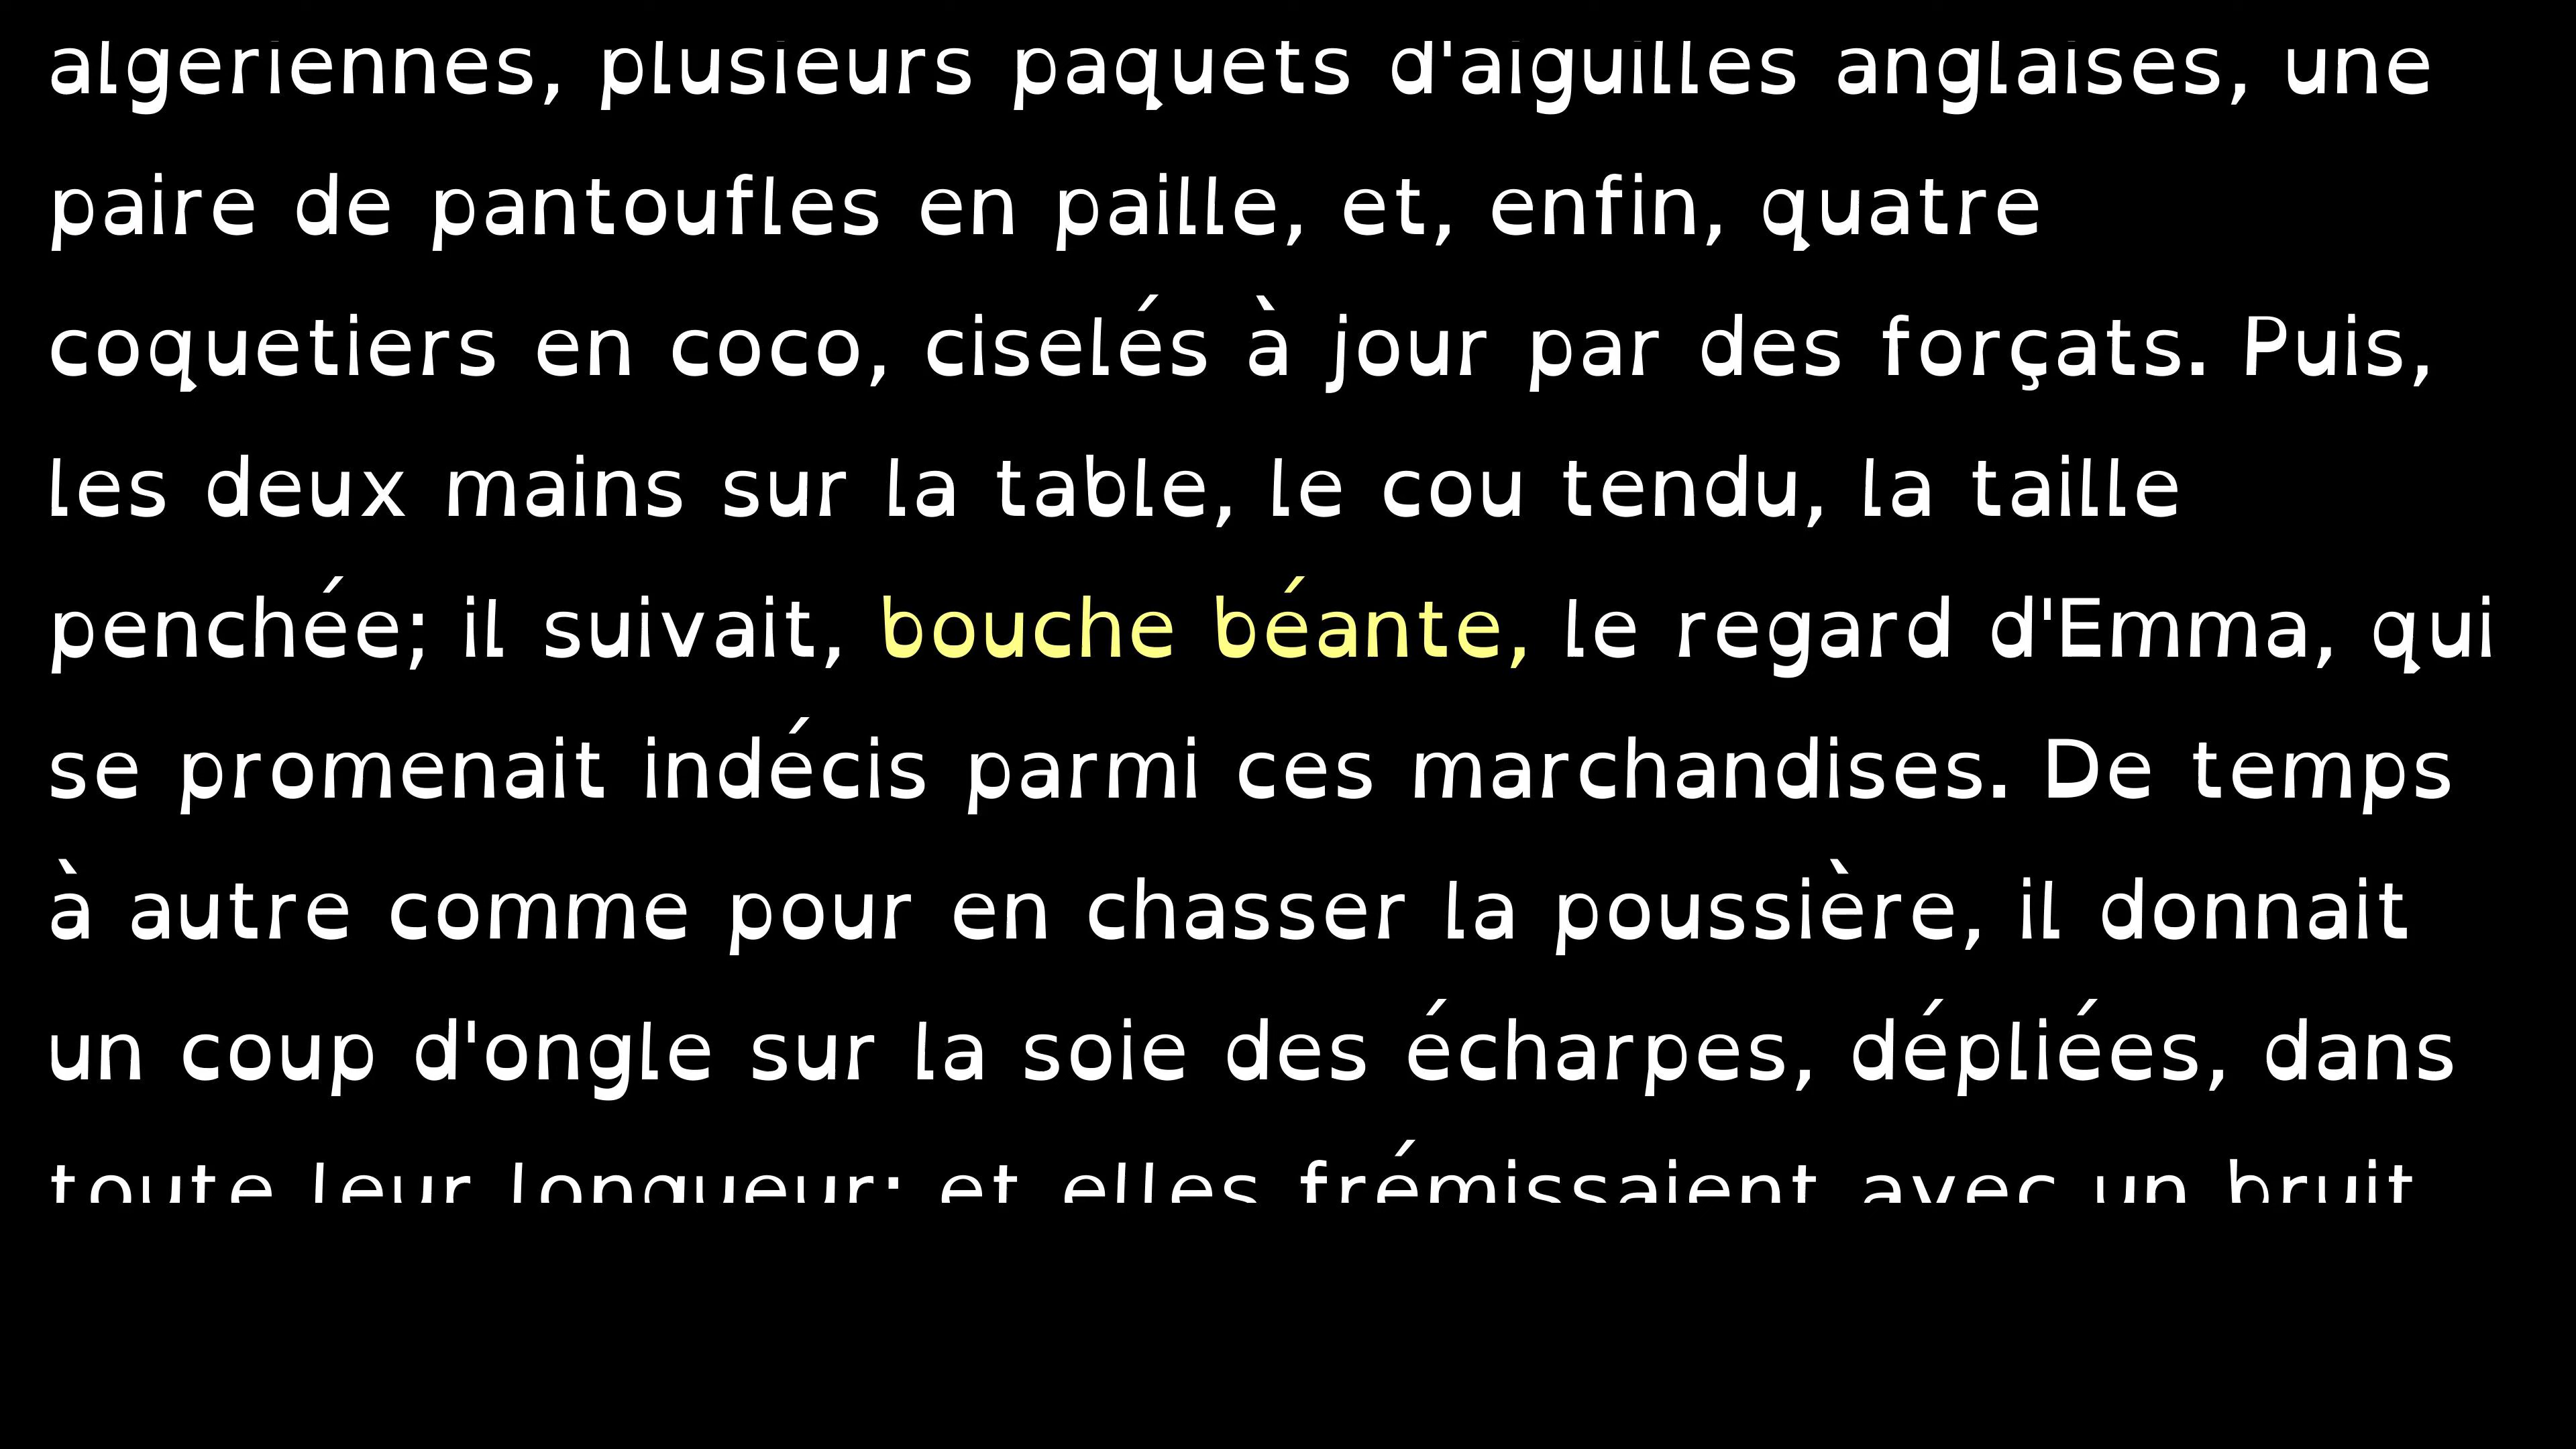 algériennes, plusieurs paquets d'aiguilles anglaises, une
paire de pantoufles en paille, et, enfin, quatre
coquetiers en coco, ciselés à jour par des forçats. Puis,
les deux mains sur la table, le cou tendu, la taille
penchée; il suivait, bouche béante, le regard d'Emma, qui
se promenait indécis parmi ces marchandises. De temps
à autre comme pour en chasser la poussière, il donnait
un coup d'ongle sur la soie des écharpes, dépliées, dans
toute leur longueur; et elles frémissaient avec un bruit